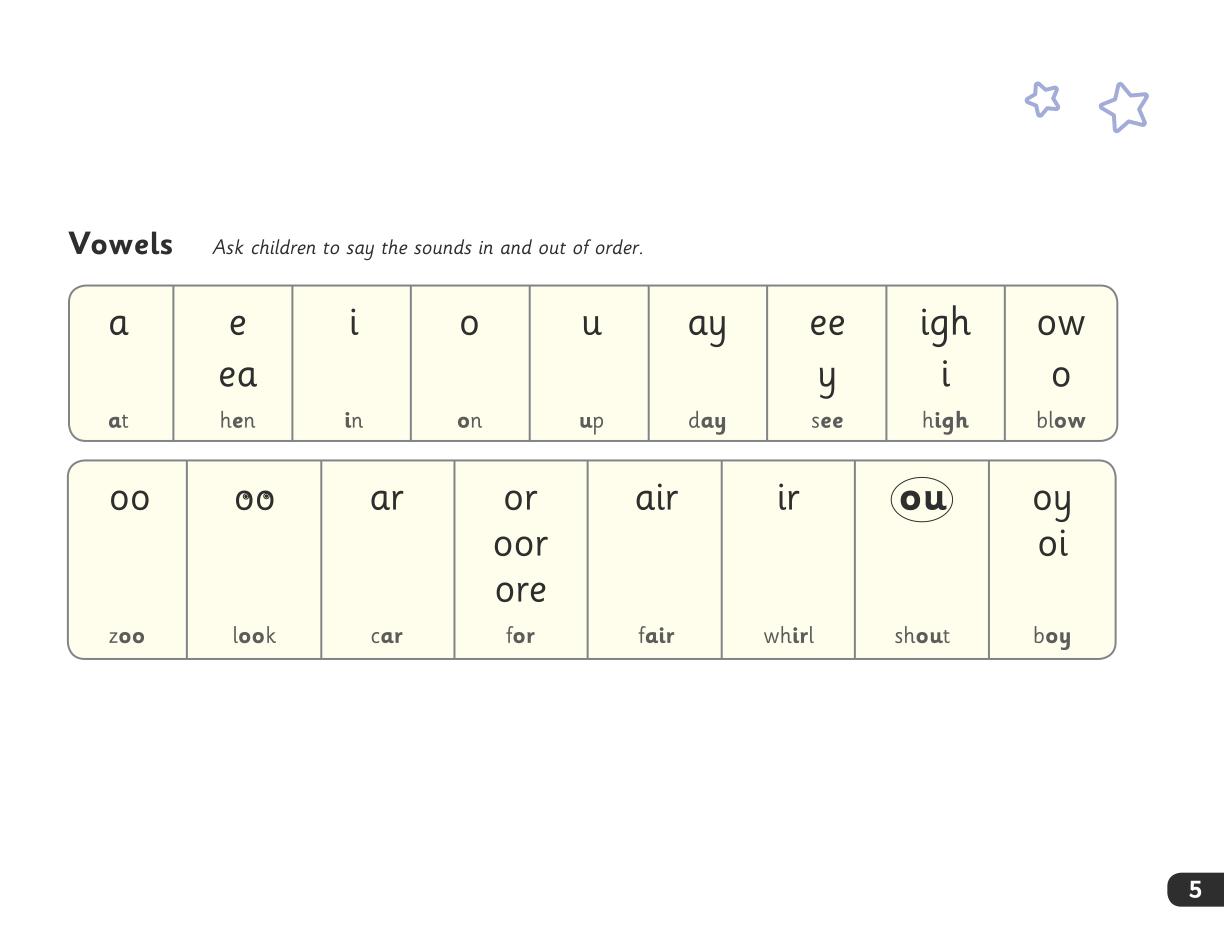 Vowels Ask children to say the sounds in and out of order.
a e i o u ay ee igh ow
ea y i o
at hen in on up day see high blow
oo oo ar or air ir ou oy
oor oi
ore
zoo look car for fair whirl shout boy
5